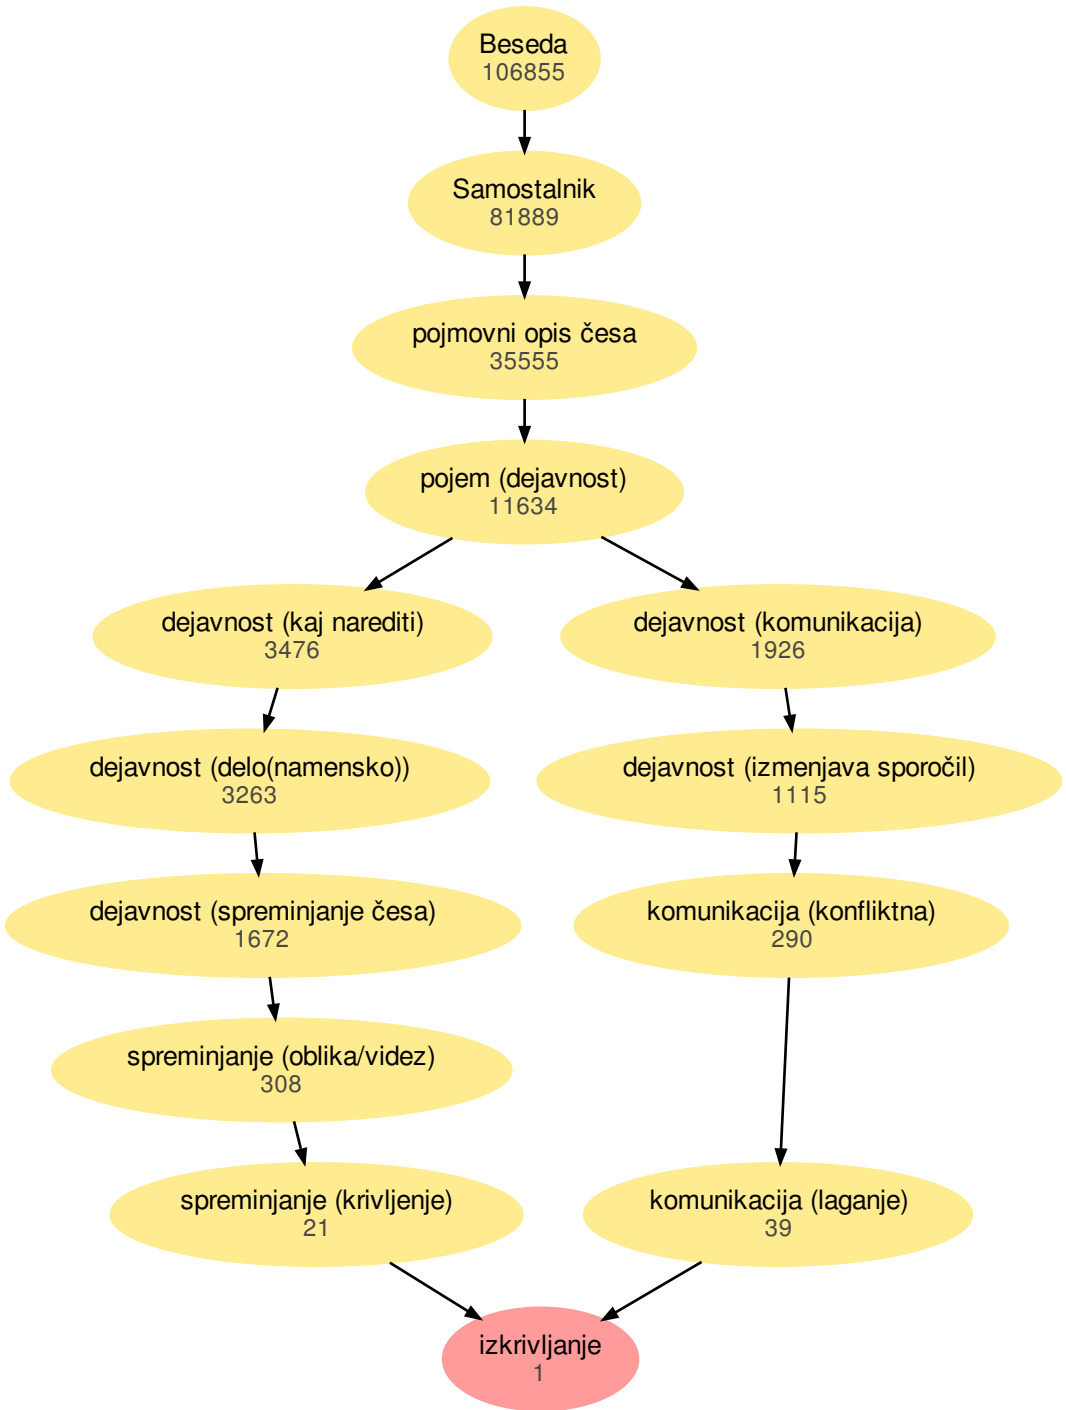 Beseda
106855
Samostalnik
81889
pojmovni opis česa
35555
pojem (dejavnost)
11634
dejavnost (kaj narediti)
3476
dejavnost (komunikacija)
1926
dejavnost (delo(namensko))
3263
dejavnost (izmenjava sporočil)
1115
dejavnost (spreminjanje česa)
1672
komunikacija (konfliktna)
290
spreminjanje (oblika/videz)
308
spreminjanje (krivljenje)
21
komunikacija (laganje)
39
izkrivljanje
1